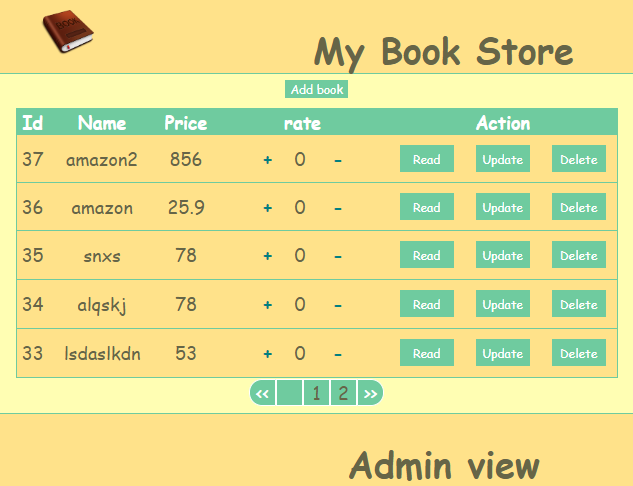 My Book Store
Add book
Id Name Price rate Action
37 amazon2 856 + 0 - Read Update Delete
36 amazon 25.9 + 0 - Read Update Delete
35 snxs 78 + 0 - Read Update Delete
34 alqskj 78 + 0 - Read Update Delete
33 lsdaslkdn 53 + 0 - Read Update Delete
<< 1 2 >>
Admin view